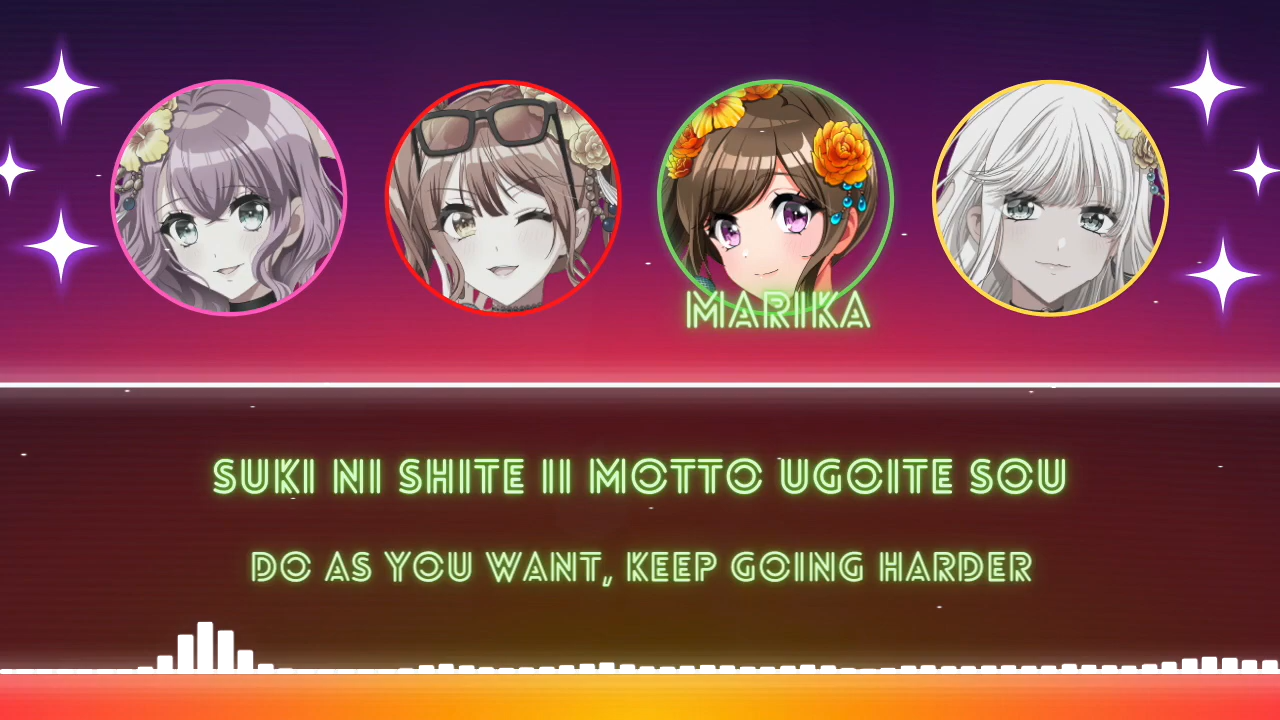 MARIKA
SUKI NI SHITE II MOTTO UGOITE SOU
DO AS YOU WANT, KEEP GOING HARDER